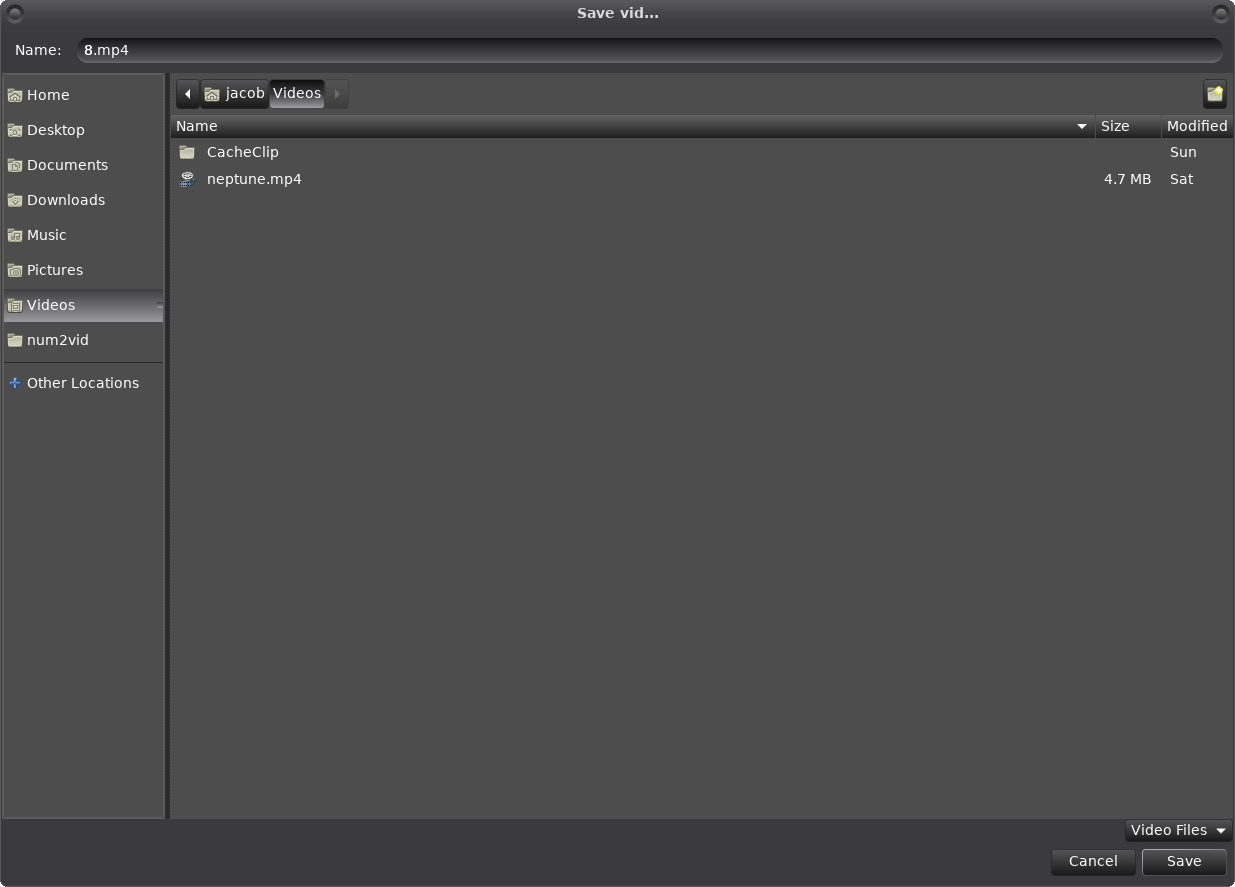 Save vid...
Name: 8.mp4
Home
Desktop
Documents
Downloads
Music
Pictures
Videos
num2vid
Other Locations
jacob Videos
Name Size Modified
CacheClip Sun
neptune.mp4 4.7 MB Sat
Video Files
Cancel Save